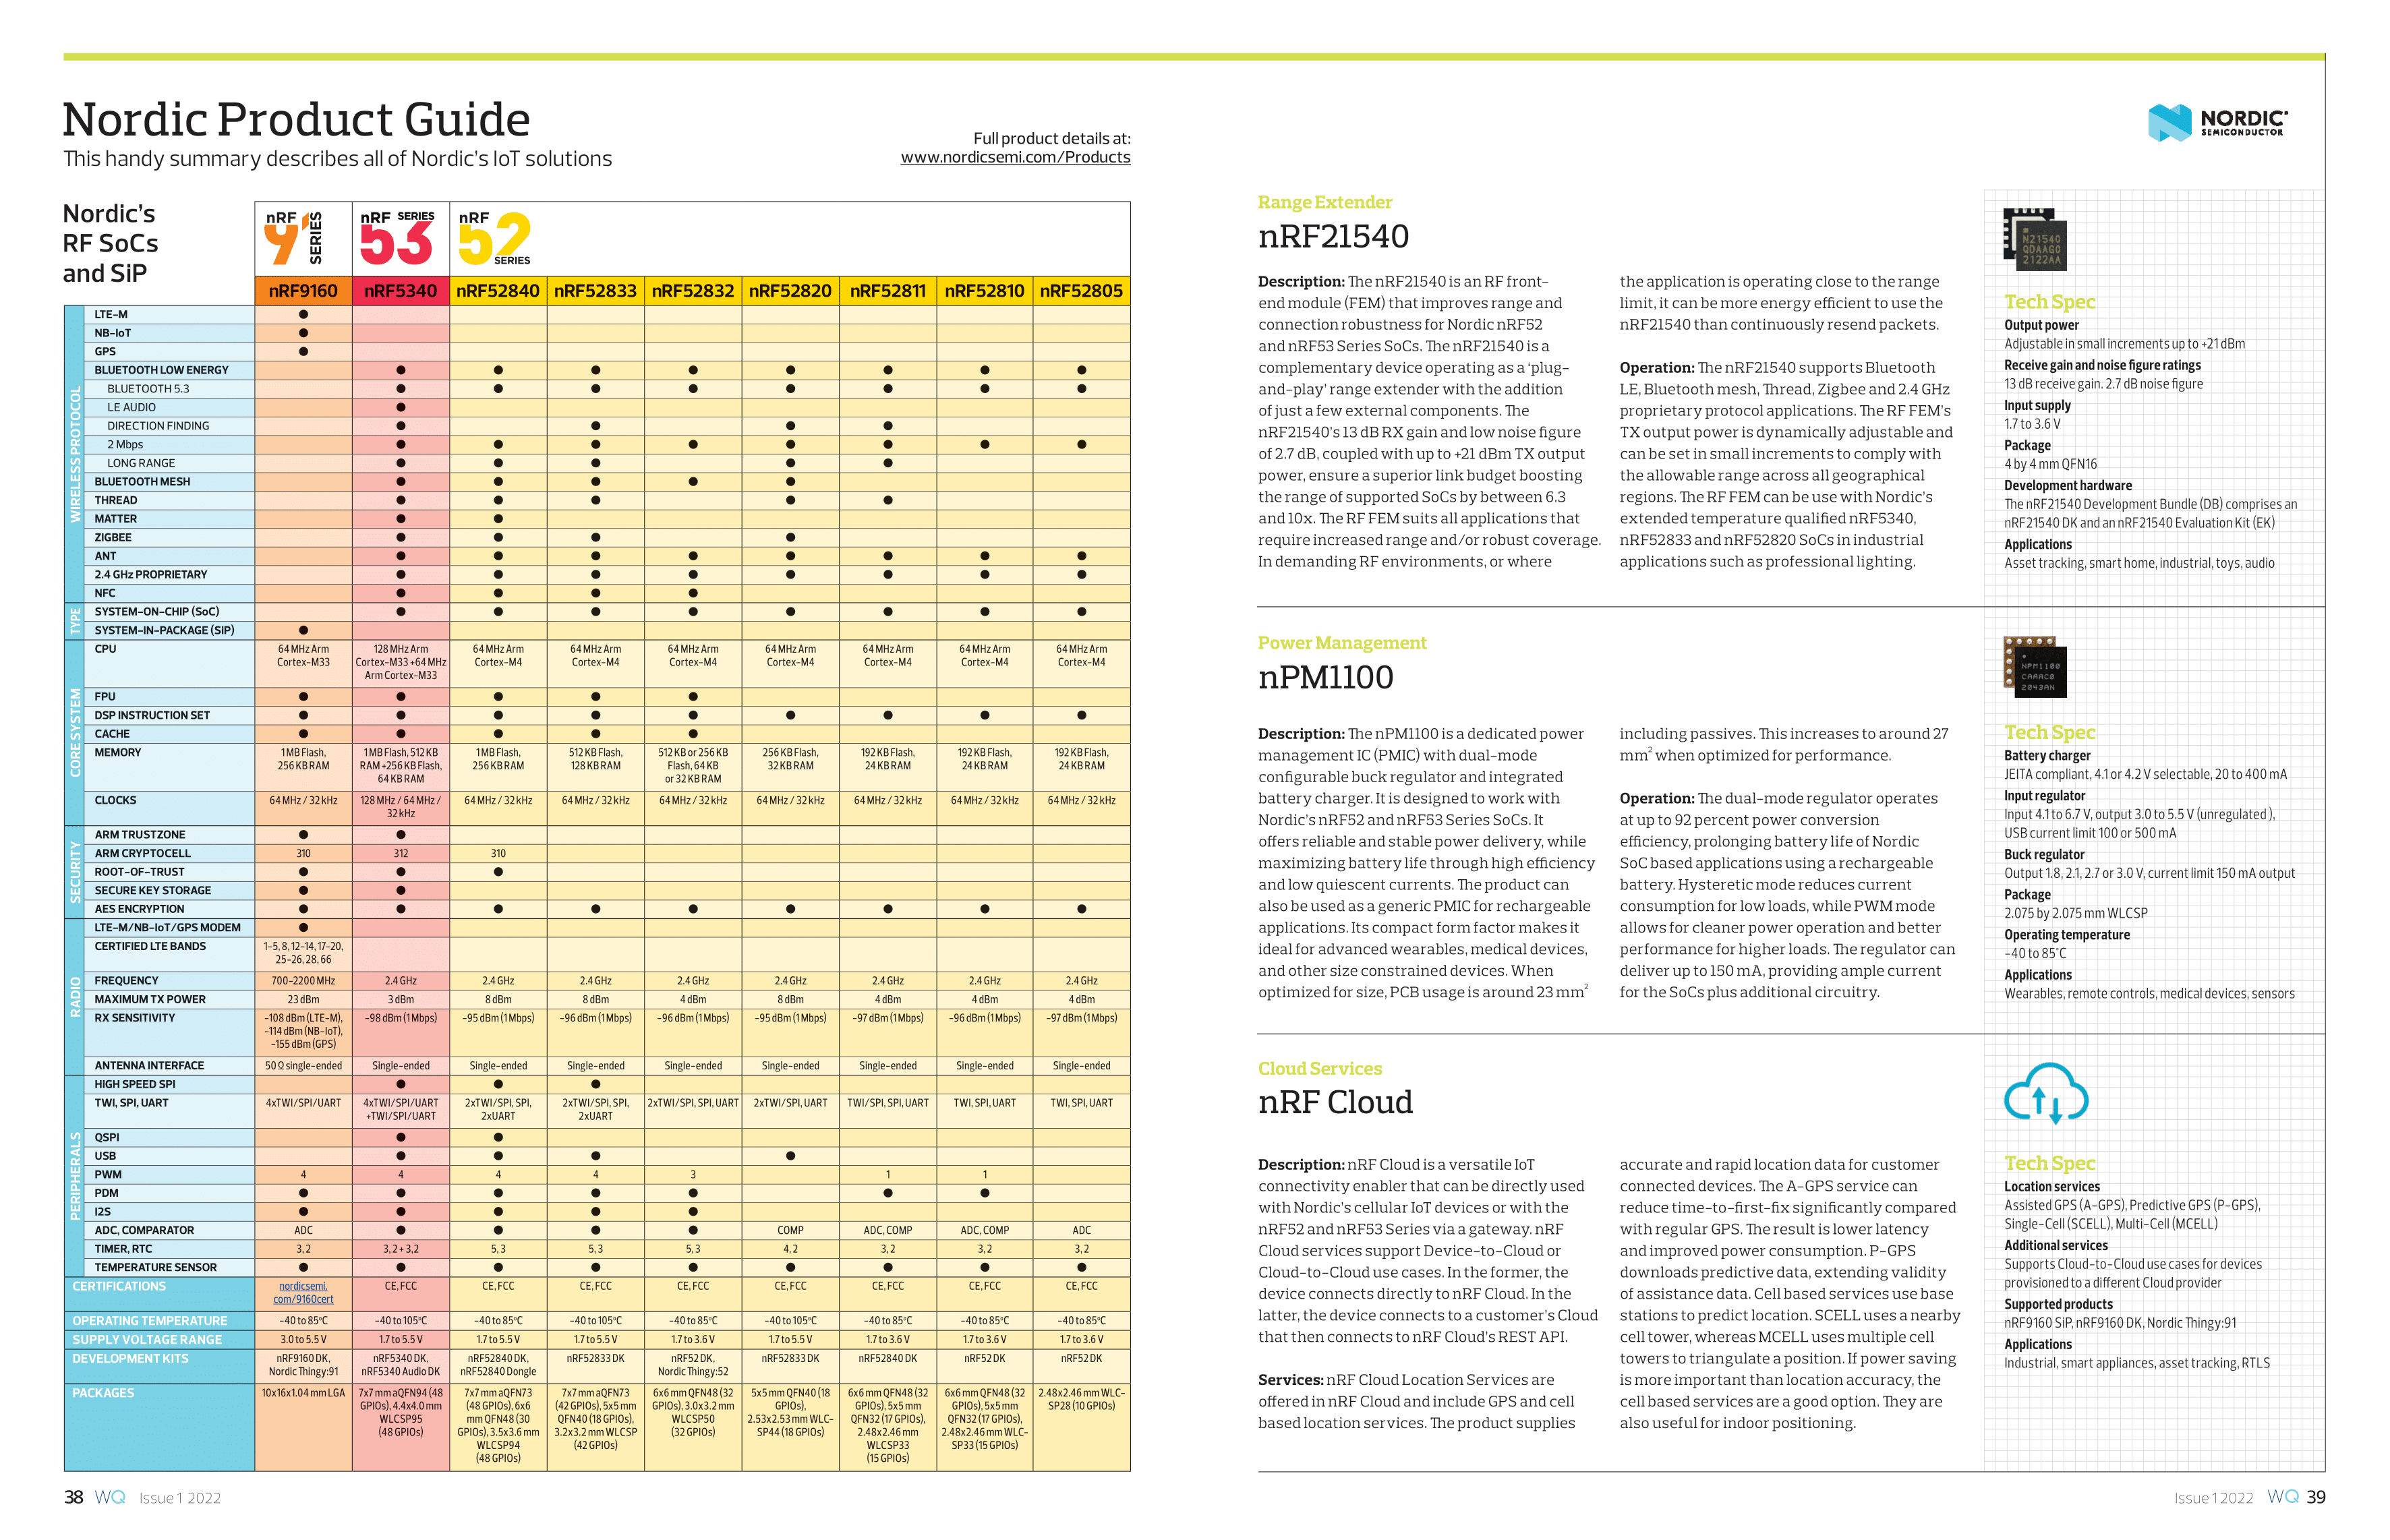 Nordic Product Guide
This handy summary describes all of Nordic's IoT solutions
Full product details at:
www.nordicsemi.com/Products
NORDIC
SEMICONDUCTOR
Nordic's
RF SoCs
and SiP
nRF 91 SERIES
nRF 53 SERIES
nRF 52 SERIES
nRF9160 nRF5340 nRF52840 nRF52833 nRF52832 nRF52820 nRF52811 nRF52810 nRF52805
WIRELESS PROTOCOL
LTE-M ●
NB-IoT ●
GPS ●
BLUETOOTH LOW ENERGY ● ● ● ● ● ● ● ●
BLUETOOTH 5.3 ● ● ● ● ● ● ● ●
LE AUDIO ●
DIRECTION FINDING ● ● ● ●
2 Mbps ● ● ● ● ● ● ● ●
LONG RANGE ● ● ● ● ●
BLUETOOTH MESH ● ● ● ● ●
THREAD ● ● ● ● ●
MATTER ● ●
ZIGBEE ● ● ● ●
ANT ● ● ● ● ● ● ● ●
2.4 GHz PROPRIETARY ● ● ● ● ● ● ● ●
NFC ● ● ● ●
TYPE
SYSTEM-ON-CHIP (SoC) ● ● ● ● ● ● ● ●
SYSTEM-IN-PACKAGE (SiP) ●
CORE SYSTEM
CPU 64 MHz Arm 128 MHz Arm 64 MHz Arm 64 MHz Arm 64 MHz Arm 64 MHz Arm 64 MHz Arm 64 MHz Arm 64 MHz Arm
Cortex-M33 Cortex-M33 +64 MHz Cortex-M4 Cortex-M4 Cortex-M4 Cortex-M4 Cortex-M4 Cortex-M4 Cortex-M4
Arm Cortex-M33
FPU ● ● ● ● ●
DSP INSTRUCTION SET ● ● ● ● ● ● ● ● ●
CACHE ● ● ● ● ●
MEMORY 1 MB Flash, 1 MB Flash, 512 KB 1 MB Flash, 512 KB Flash, 512 KB or 256 KB 256 KB Flash, 192 KB Flash, 192 KB Flash, 192 KB Flash,
256 KB RAM RAM +256 KB Flash, 256 KB RAM 128 KB RAM Flash, 64 KB 32 KB RAM 24 KB RAM 24 KB RAM 24 KB RAM
64 KB RAM or 32 KB RAM
CLOCKS 64 MHz / 32 kHz 128 MHz / 64 MHz / 64 MHz / 32 kHz 64 MHz / 32 kHz 64 MHz / 32 kHz 64 MHz / 32 kHz 64 MHz / 32 kHz 64 MHz / 32 kHz 64 MHz / 32 kHz
32 kHz
SECURITY
ARM TRUSTZONE ● ●
ARM CRYPTOCELL 310 312 310
ROOT-OF-TRUST ● ● ●
SECURE KEY STORAGE ● ●
AES ENCRYPTION ● ● ● ● ● ● ● ● ●
RADIO
LTE-M/NB-IoT/GPS MODEM ●
CERTIFIED LTE BANDS 1-5, 8, 12-14, 17-20,
25-26, 28, 66
FREQUENCY 700-2200 MHz 2.4 GHz 2.4 GHz 2.4 GHz 2.4 GHz 2.4 GHz 2.4 GHz 2.4 GHz 2.4 GHz
MAXIMUM TX POWER 23 dBm 3 dBm 8 dBm 8 dBm 4 dBm 8 dBm 4 dBm 4 dBm 4 dBm
RX SENSITIVITY -108 dBm (LTE-M), -98 dBm (1 Mbps) -95 dBm (1 Mbps) -96 dBm (1 Mbps) -96 dBm (1 Mbps) -95 dBm (1 Mbps) -97 dBm (1 Mbps) -96 dBm (1 Mbps) -97 dBm (1 Mbps)
-114 dBm (NB-IoT),
-155 dBm (GPS)
ANTENNA INTERFACE 50 Ω single-ended Single-ended Single-ended Single-ended Single-ended Single-ended Single-ended Single-ended Single-ended
PERIPHERALS
HIGH SPEED SPI ● ● ●
TWI, SPI, UART 4xTWI/SPI/UART 4xTWI/SPI/UART 2xTWI/SPI, SPI, 2xTWI/SPI, SPI, 2xTWI/SPI, SPI, UART 2xTWI/SPI, UART TWI/SPI, SPI, UART TWI, SPI, UART TWI, SPI, UART
+TWI/SPI/UART 2xUART 2xUART
QSPI ● ●
USB ● ● ● ●
PWM 4 4 4 4 3 1 1
PDM ● ● ● ● ● ● ●
I2S ● ● ● ● ●
ADC, COMPARATOR ADC ● ● ● ● COMP ADC, COMP ADC, COMP ADC
TIMER, RTC 3, 2 3, 2 + 3, 2 5, 3 5, 3 5, 3 4, 2 3, 2 3, 2 3, 2
TEMPERATURE SENSOR ● ● ● ● ● ● ● ● ●
CERTIFICATIONS nordicsemi. CE, FCC CE, FCC CE, FCC CE, FCC CE, FCC CE, FCC CE, FCC CE, FCC
com/9160cert
OPERATING TEMPERATURE -40 to 85°C -40 to 105°C -40 to 85°C -40 to 105°C -40 to 85°C -40 to 105°C -40 to 85°C -40 to 85°C -40 to 85°C
SUPPLY VOLTAGE RANGE 3.0 to 5.5 V 1.7 to 5.5 V 1.7 to 5.5 V 1.7 to 5.5 V 1.7 to 3.6 V 1.7 to 5.5 V 1.7 to 3.6 V 1.7 to 3.6 V 1.7 to 3.6 V
DEVELOPMENT KITS nRF9160 DK, nRF5340 DK, nRF52840 DK, nRF52833 DK nRF52 DK, nRF52833 DK nRF52840 DK nRF52 DK nRF52 DK
Nordic Thingy:91 nRF5340 Audio DK nRF52840 Dongle Nordic Thingy:52
PACKAGES 10x16x1.04 mm LGA 7x7 mm aQFN94 (48 7x7 mm aQFN73 7x7 mm aQFN73 6x6 mm QFN48 (32 5x5 mm QFN40 (18 6x6 mm QFN48 (32 6x6 mm QFN48 (32 2.48x2.46 mm WLC-
GPIOs), 4.4x4.0 mm (48 GPIOs), 6x6 (42 GPIOs), 5x5 mm GPIOs), 3.0x3.2 mm GPIOs), GPIOs), 5x5 mm GPIOs), 5x5 mm SP28 (10 GPIOs)
WLCSP95 mm QFN48 (30 QFN40 (18 GPIOs), WLCSP50 2.53x2.53 mm WLC- QFN32 (17 GPIOs), QFN32 (17 GPIOs),
(48 GPIOs) GPIOs), 3.5x3.6 mm 3.2x3.2 mm WLCSP (32 GPIOs) SP44 (18 GPIOs) 2.48x2.46 mm 2.48x2.46 mm WLC-
WLCSP94 (42 GPIOs) WLCSP33 SP33 (15 GPIOs)
(48 GPIOs) (15 GPIOs)
38 WQ Issue 1 2022
Range Extender
nRF21540
Description: The nRF21540 is an RF front-
end module (FEM) that improves range and
connection robustness for Nordic nRF52
and nRF53 Series SoCs. The nRF21540 is a
complementary device operating as a 'plug-
and-play' range extender with the addition
of just a few external components. The
nRF21540's 13 dB RX gain and low noise figure
of 2.7 dB, coupled with up to +21 dBm TX output
power, ensure a superior link budget boosting
the range of supported SoCs by between 6.3
and 10x. The RF FEM suits all applications that
require increased range and/or robust coverage.
In demanding RF environments, or where
the application is operating close to the range
limit, it can be more energy efficient to use the
nRF21540 than continuously resend packets.
Operation: The nRF21540 supports Bluetooth
LE, Bluetooth mesh, Thread, Zigbee and 2.4 GHz
proprietary protocol applications. The RF FEM's
TX output power is dynamically adjustable and
can be set in small increments to comply with
the allowable range across all geographical
regions. The RF FEM can be use with Nordic's
extended temperature qualified nRF5340,
nRF52833 and nRF52820 SoCs in industrial
applications such as professional lighting.
N21540
QDAAG0
2122AA
Tech Spec
Output power
Adjustable in small increments up to +21 dBm
Receive gain and noise figure ratings
13 dB receive gain. 2.7 dB noise figure
Input supply
1.7 to 3.6 V
Package
4 by 4 mm QFN16
Development hardware
The nRF21540 Development Bundle (DB) comprises an
nRF21540 DK and an nRF21540 Evaluation Kit (EK)
Applications
Asset tracking, smart home, industrial, toys, audio
Power Management
nPM1100
Description: The nPM1100 is a dedicated power
management IC (PMIC) with dual-mode
configurable buck regulator and integrated
battery charger. It is designed to work with
Nordic's nRF52 and nRF53 Series SoCs. It
offers reliable and stable power delivery, while
maximizing battery life through high efficiency
and low quiescent currents. The product can
also be used as a generic PMIC for rechargeable
applications. Its compact form factor makes it
ideal for advanced wearables, medical devices,
and other size constrained devices. When
optimized for size, PCB usage is around 23 mm²
including passives. This increases to around 27
mm² when optimized for performance.
Operation: The dual-mode regulator operates
at up to 92 percent power conversion
efficiency, prolonging battery life of Nordic
SoC based applications using a rechargeable
battery. Hysteretic mode reduces current
consumption for low loads, while PWM mode
allows for cleaner power operation and better
performance for higher loads. The regulator can
deliver up to 150 mA, providing ample current
for the SoCs plus additional circuitry.
NPM1100
CAAAC0
2043AN
Tech Spec
Battery charger
JEITA compliant, 4.1 or 4.2 V selectable, 20 to 400 mA
Input regulator
Input 4.1 to 6.7 V, output 3.0 to 5.5 V (unregulated ),
USB current limit 100 or 500 mA
Buck regulator
Output 1.8, 2.1, 2.7 or 3.0 V, current limit 150 mA output
Package
2.075 by 2.075 mm WLCSP
Operating temperature
-40 to 85°C
Applications
Wearables, remote controls, medical devices, sensors
Cloud Services
nRF Cloud
Description: nRF Cloud is a versatile IoT
connectivity enabler that can be directly used
with Nordic's cellular IoT devices or with the
nRF52 and nRF53 Series via a gateway. nRF
Cloud services support Device-to-Cloud or
Cloud-to-Cloud use cases. In the former, the
device connects directly to nRF Cloud. In the
latter, the device connects to a customer's Cloud
that then connects to nRF Cloud's REST API.
Services: nRF Cloud Location Services are
offered in nRF Cloud and include GPS and cell
based location services. The product supplies
accurate and rapid location data for customer
connected devices. The A-GPS service can
reduce time-to-first-fix significantly compared
with regular GPS. The result is lower latency
and improved power consumption. P-GPS
downloads predictive data, extending validity
of assistance data. Cell based services use base
stations to predict location. SCELL uses a nearby
cell tower, whereas MCELL uses multiple cell
towers to triangulate a position. If power saving
is more important than location accuracy, the
cell based services are a good option. They are
also useful for indoor positioning.
Tech Spec
Location services
Assisted GPS (A-GPS), Predictive GPS (P-GPS),
Single-Cell (SCELL), Multi-Cell (MCELL)
Additional services
Supports Cloud-to-Cloud use cases for devices
provisioned to a different Cloud provider
Supported products
nRF9160 SiP, nRF9160 DK, Nordic Thingy:91
Applications
Industrial, smart appliances, asset tracking, RTLS
Issue 1 2022 WQ 39